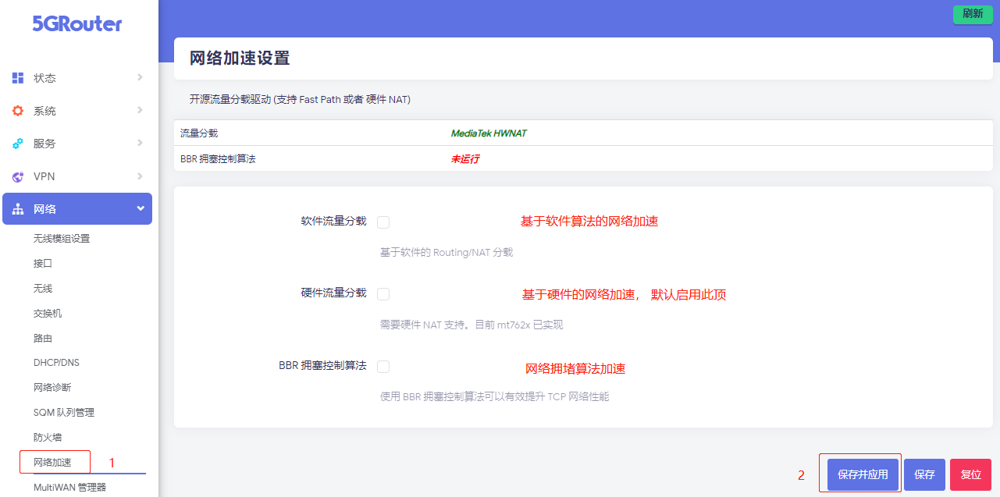 5GRouter
刷新
网络加速设置
状态
系统
服务
VPN
网络
无线模组设置
接口
无线
交换机
路由
DHCP/DNS
网络诊断
SQM 队列管理
防火墙
网络加速
1
MultiWAN 管理器
开源流量分载驱动 (支持 Fast Path 或者 硬件 NAT)
流量分载 MediaTek HWNAT
BBR 拥塞控制算法 未运行
软件流量分载 基于软件算法的网络加速
基于软件的 Routing/NAT 分载
硬件流量分载 基于硬件的网络加速， 默认启用此顶
需要硬件 NAT 支持。目前 mt762x 已实现
BBR 拥塞控制算法 网络拥堵算法加速
使用 BBR 拥塞控制算法可以有效提升 TCP 网络性能
2 保存并应用 保存 复位